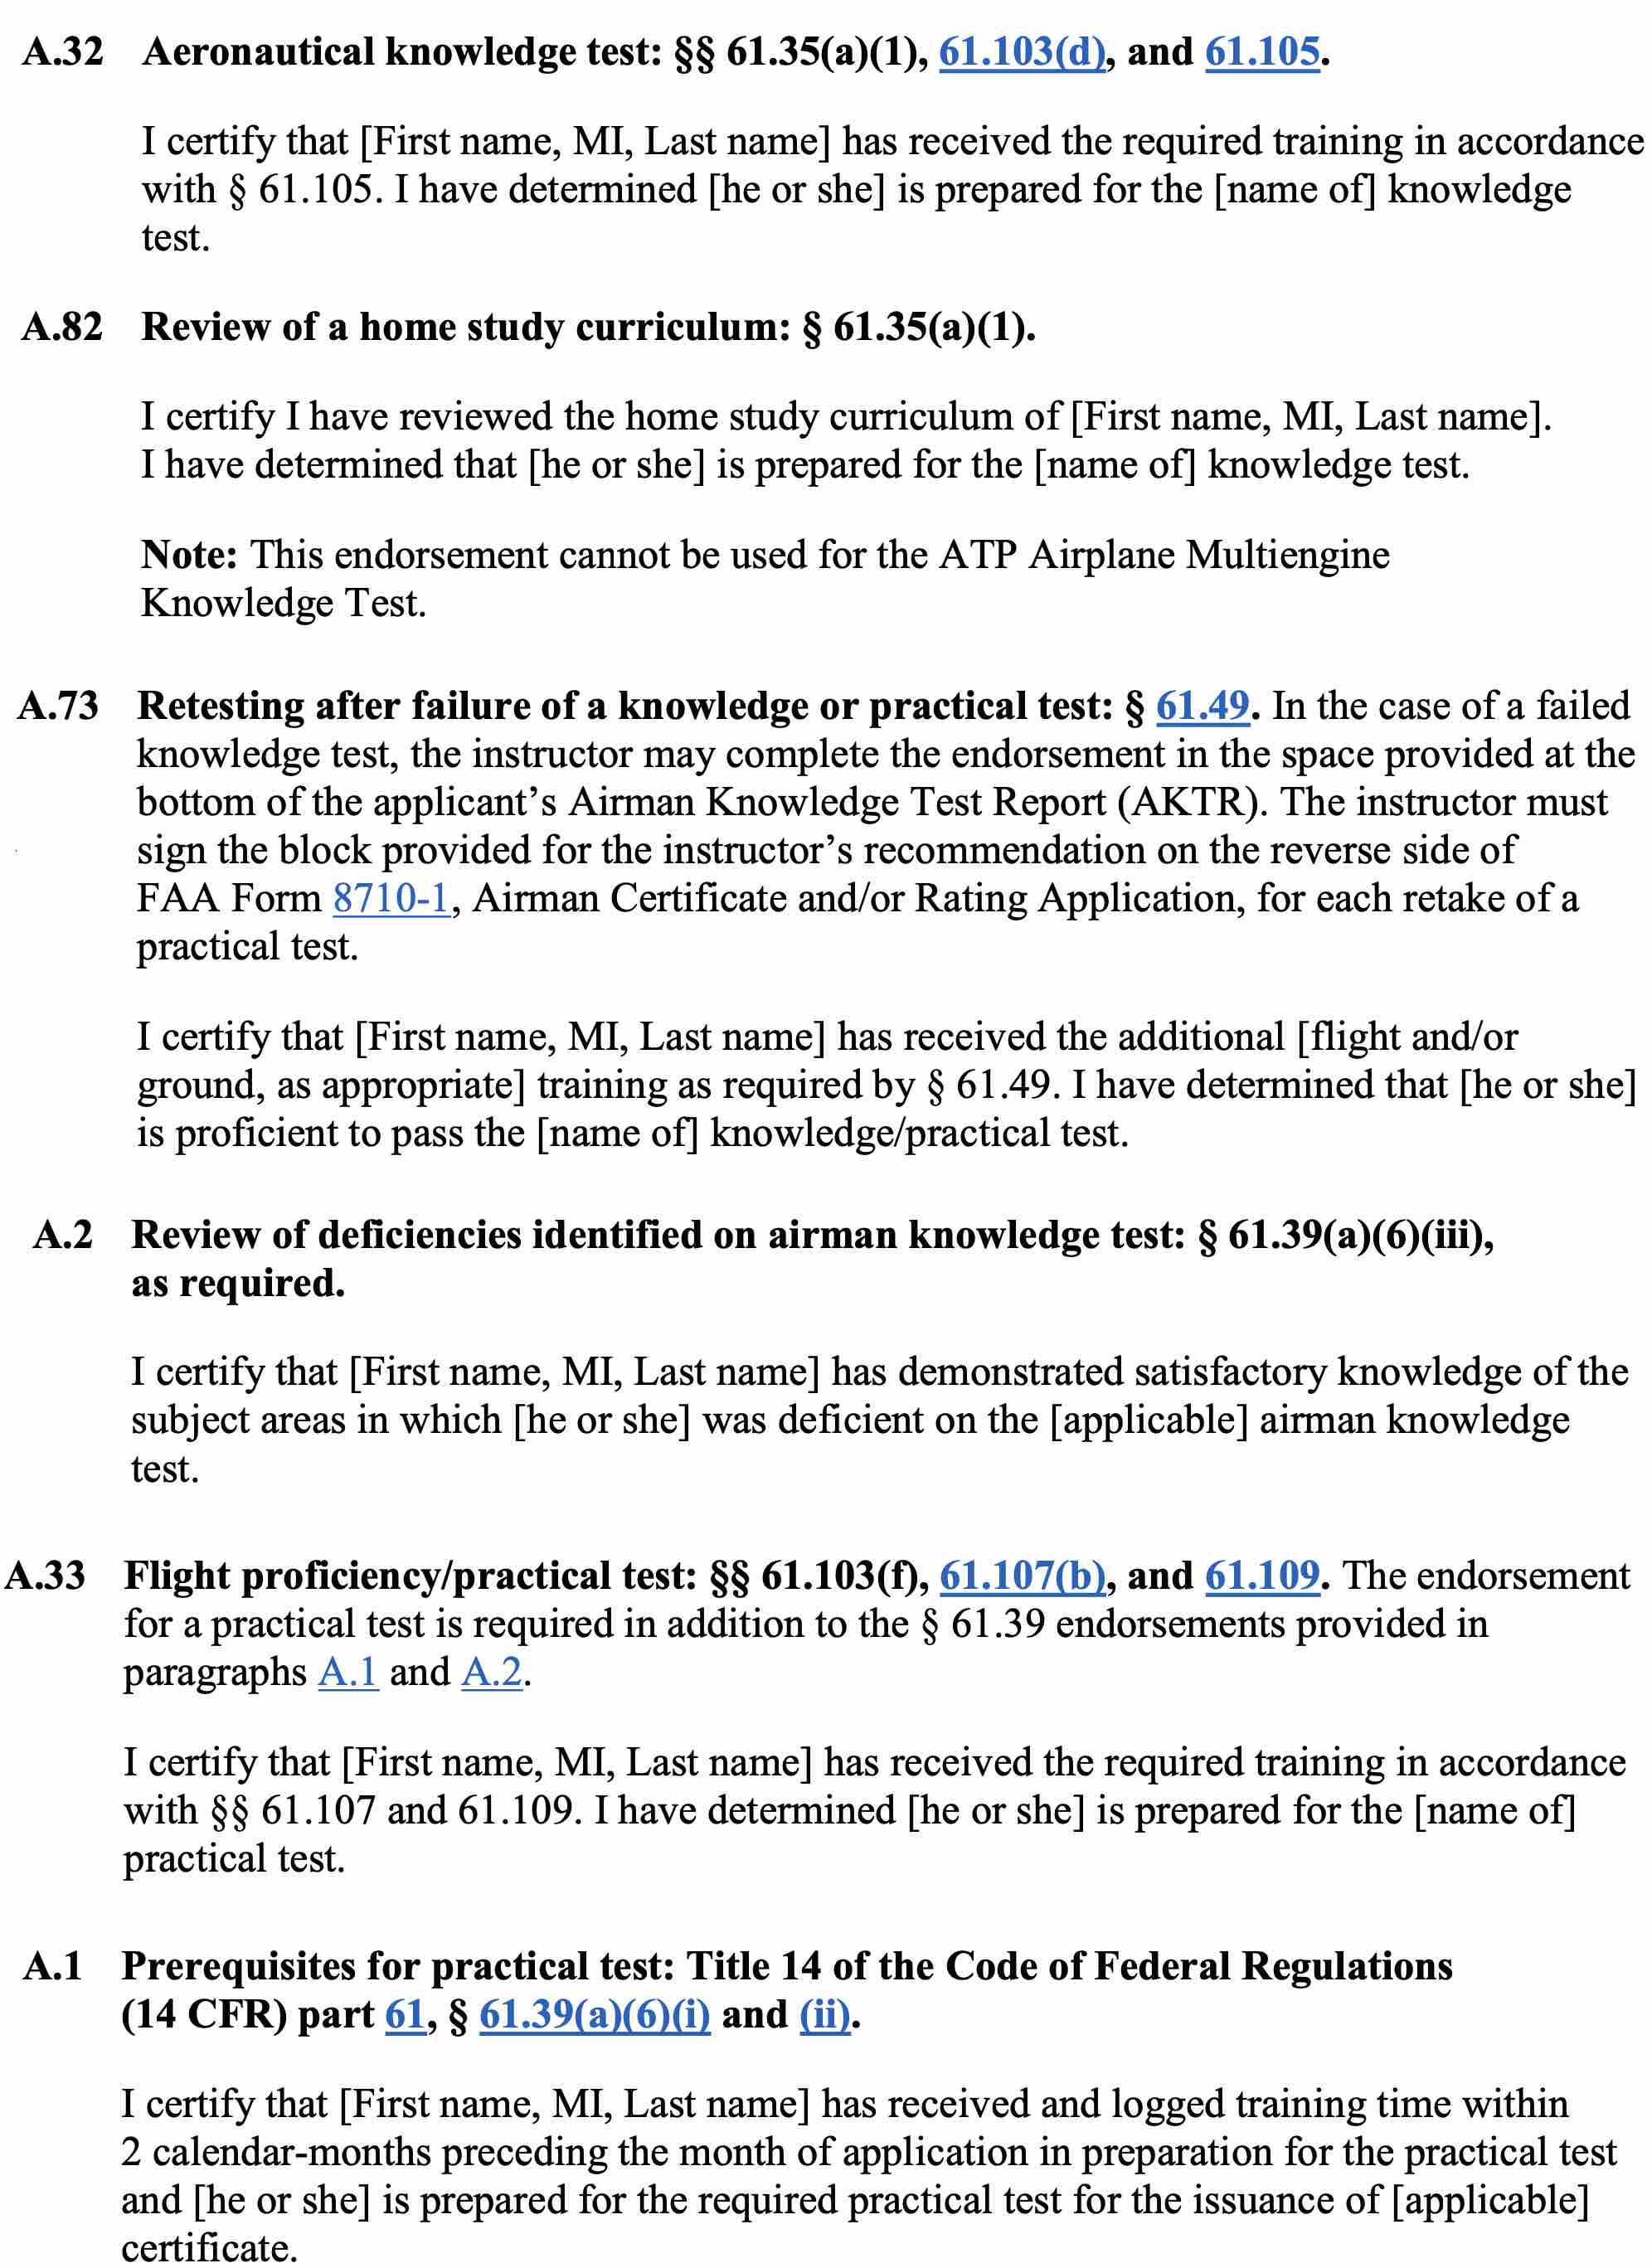 A.32 Aeronautical knowledge test: §§ 61.35(a)(1), 61.103(d), and 61.105.
I certify that [First name, MI, Last name] has received the required training in accordance
with § 61.105. I have determined [he or she] is prepared for the [name of] knowledge
test.
A.82 Review of a home study curriculum: § 61.35(a)(1).
I certify I have reviewed the home study curriculum of [First name, MI, Last name].
I have determined that [he or she] is prepared for the [name of] knowledge test.
Note: This endorsement cannot be used for the ATP Airplane Multiengine
Knowledge Test.
A.73 Retesting after failure of a knowledge or practical test: § 61.49. In the case of a failed
knowledge test, the instructor may complete the endorsement in the space provided at the
bottom of the applicant’s Airman Knowledge Test Report (AKTR). The instructor must
sign the block provided for the instructor’s recommendation on the reverse side of
FAA Form 8710-1, Airman Certificate and/or Rating Application, for each retake of a
practical test.
I certify that [First name, MI, Last name] has received the additional [flight and/or
ground, as appropriate] training as required by § 61.49. I have determined that [he or she]
is proficient to pass the [name of] knowledge/practical test.
A.2 Review of deficiencies identified on airman knowledge test: § 61.39(a)(6)(iii),
as required.
I certify that [First name, MI, Last name] has demonstrated satisfactory knowledge of the
subject areas in which [he or she] was deficient on the [applicable] airman knowledge
test.
A.33 Flight proficiency/practical test: §§ 61.103(f), 61.107(b), and 61.109. The endorsement
for a practical test is required in addition to the § 61.39 endorsements provided in
paragraphs A.1 and A.2.
I certify that [First name, MI, Last name] has received the required training in accordance
with §§ 61.107 and 61.109. I have determined [he or she] is prepared for the [name of]
practical test.
A.1 Prerequisites for practical test: Title 14 of the Code of Federal Regulations
(14 CFR) part 61, § 61.39(a)(6)(i) and (ii).
I certify that [First name, MI, Last name] has received and logged training time within
2 calendar-months preceding the month of application in preparation for the practical test
and [he or she] is prepared for the required practical test for the issuance of [applicable]
certificate.